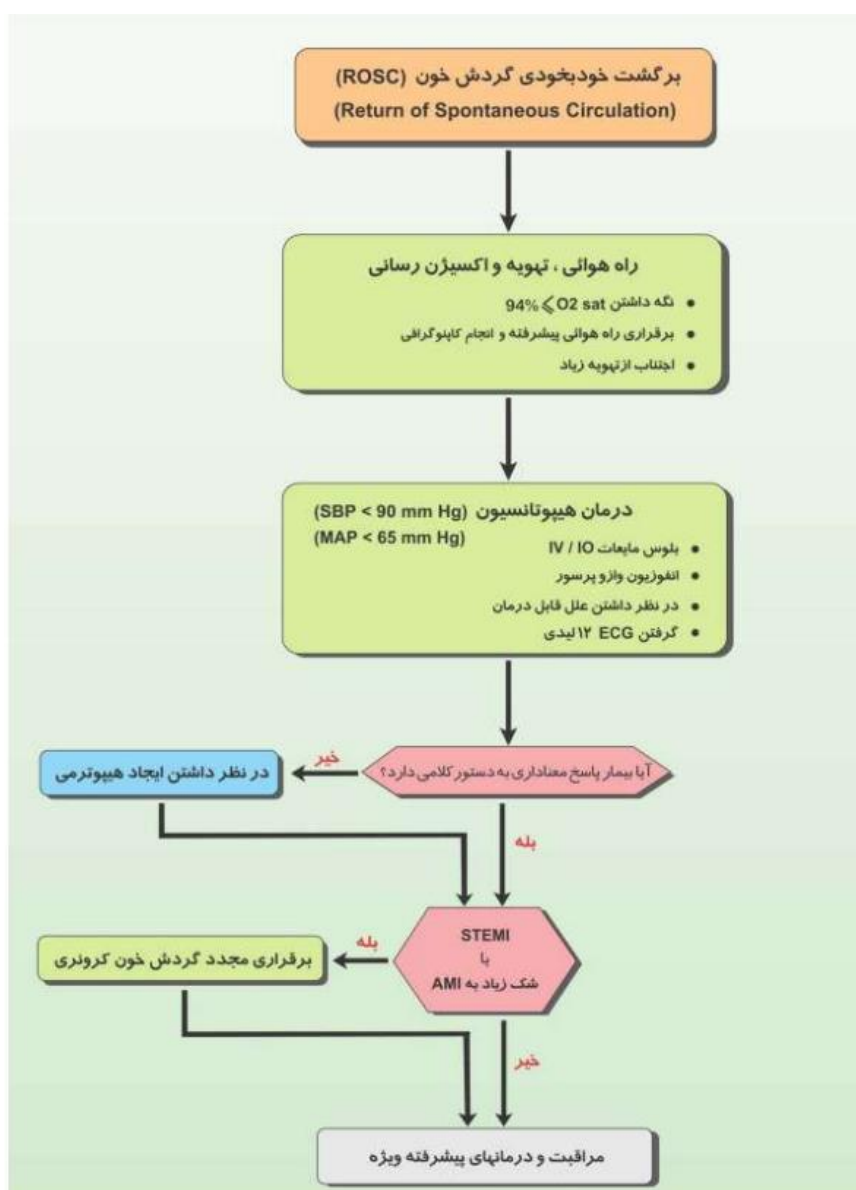 برگشت خودبخودی گردش خون (ROSC)
(Return of Spontaneous Circulation)
راه هوائی ، تهویه و اکسیژن رسانی
● نگه داشتن O2 sat ⩽ 94%
● برقراری راه هوائی پیشرفته و انجام کاپنوگرافی
● اجتناب از تهویه زیاد
درمان هیپوتانسیون (SBP < 90 mm Hg)
(MAP < 65 mm Hg)
● بلوس مایعات IV / IO
● انفوزیون وازو پرسور
● در نظر داشتن علل قابل درمان
● گرفتن ECG ۱۲ لیدی
آیا بیمار پاسخ معناداری به دستور کلامی دارد؟
خیر
در نظر داشتن ایجاد هیپوترمی
بله
STEMI
یا
شک زیاد به AMI
بله
برقراری مجدد گردش خون کرونری
خیر
مراقبت و درمانهای پیشرفته ویژه